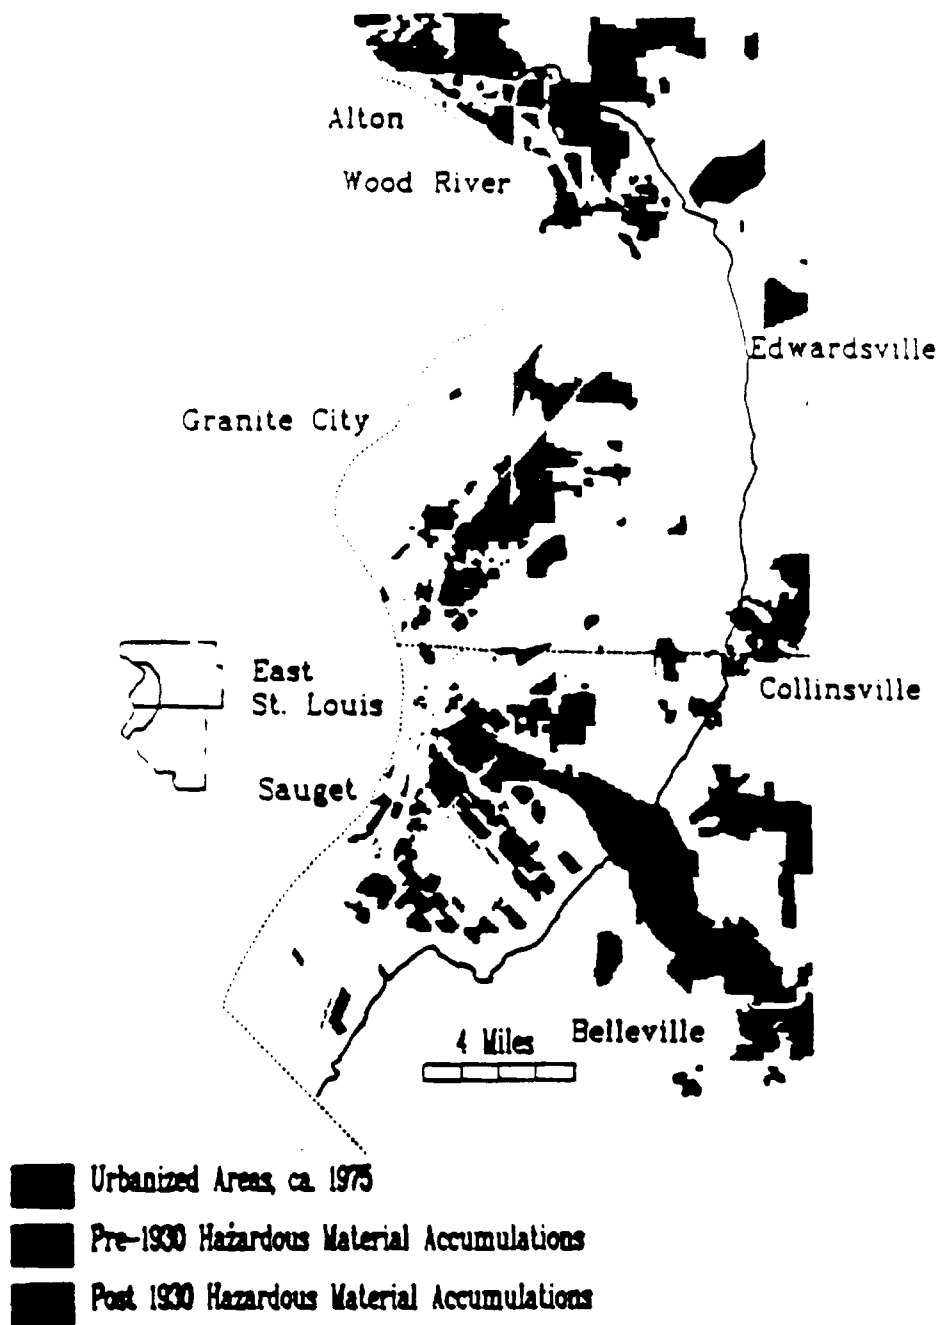 Alton
Wood River
Edwardsville
Granite City
East
St. Louis
Collinsville
Sauget
Belleville
4 Miles
Urbanized Areas, ca. 1975
Pre-1930 Hazardous Material Accumulations
Post 1930 Hazardous Material Accumulations